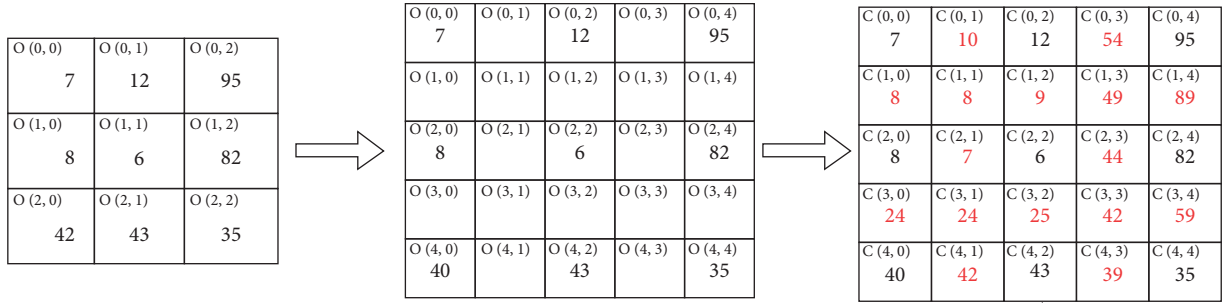 O (0, 0) O (0, 1) O (0, 2)
7 12 95
O (1, 0) O (1, 1) O (1, 2)
8 6 82
O (2, 0) O (2, 1) O (2, 2)
42 43 35
O (0, 0) O (0, 1) O (0, 2) O (0, 3) O (0, 4)
7 12 95
O (1, 0) O (1, 1) O (1, 2) O (1, 3) O (1, 4)
O (2, 0) O (2, 1) O (2, 2) O (2, 3) O (2, 4)
8 6 82
O (3, 0) O (3, 1) O (3, 2) O (3, 3) O (3, 4)
O (4, 0) O (4, 1) O (4, 2) O (4, 3) O (4, 4)
40 43 35
C (0, 0) C (0, 1) C (0, 2) C (0, 3) C (0, 4)
7 10 12 54 95
C (1, 0) C (1, 1) C (1, 2) C (1, 3) C (1, 4)
8 8 9 49 89
C (2, 0) C (2, 1) C (2, 2) C (2, 3) C (2, 4)
8 7 6 44 82
C (3, 0) C (3, 1) C (3, 2) C (3, 3) C (3, 4)
24 24 25 42 59
C (4, 0) C (4, 1) C (4, 2) C (4, 3) C (4, 4)
40 42 43 39 35